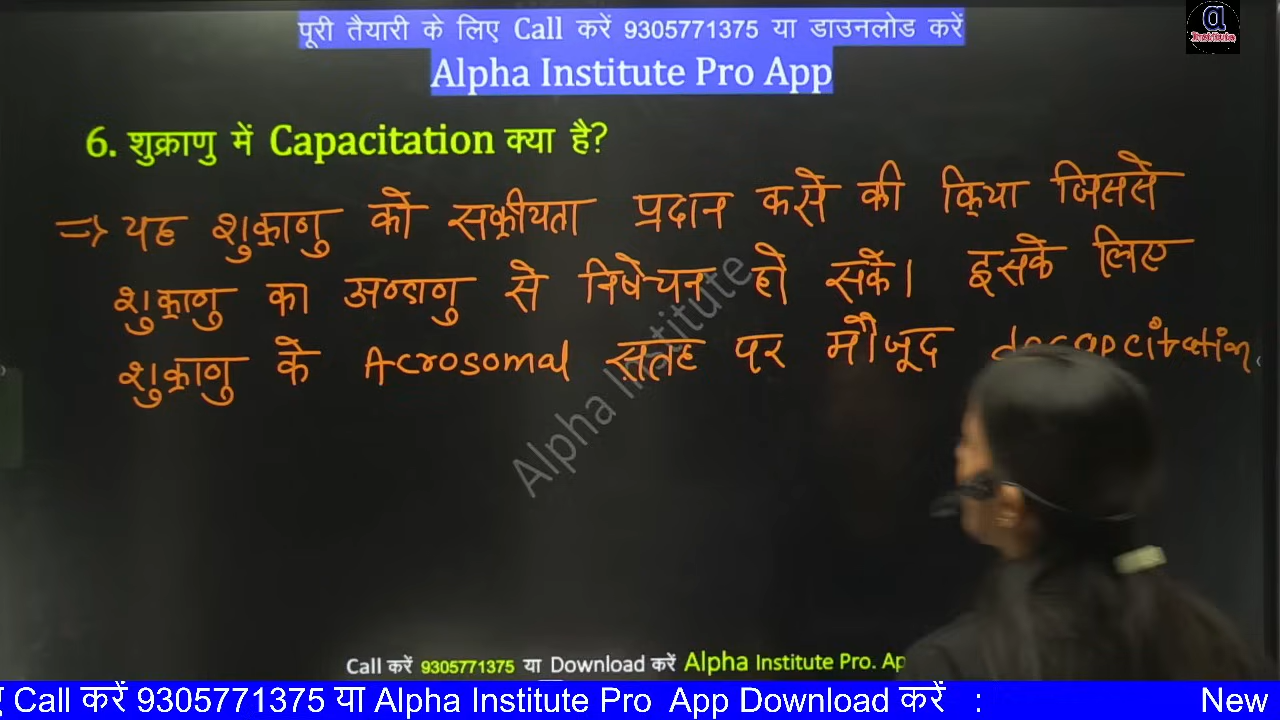 पूरी तैयारी के लिए Call करें 9305771375 या डाउनलोड करें
Alpha Institute Pro App
a
Institute
6. शुक्राणु में Capacitation क्या है?
⇒ यह शुक्राणु को सक्रीयता प्रदान करने की क्रिया जिससे
शुक्राणु का अण्डाणु से निषेचन हो सकें। इसके लिए
शुक्राणु के Acrosomal सतह पर मौजूद decapcitation
Alpha Institute
Call करें 9305771375 या Download करें Alpha Institute Pro. Ap
Call करें 9305771375 या Alpha Institute Pro App Download करें : New